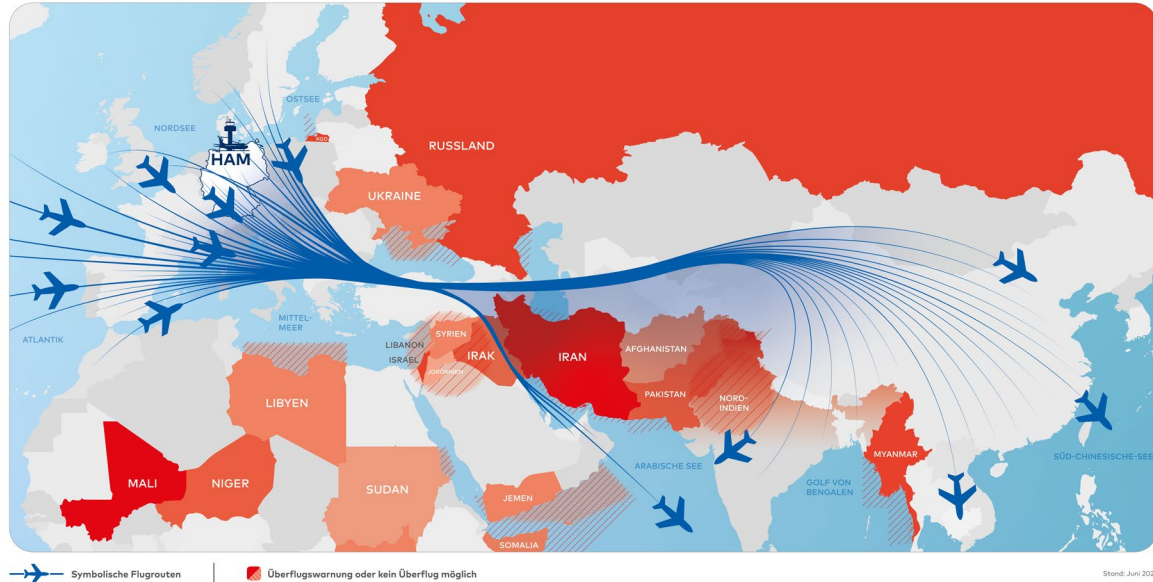 OSTSEE
NORDSEE
KGD
HAM
RUSSLAND
UKRAINE
MITTEL-
MEER
ATLANTIK
SYRIEN
LIBANON
ISRAEL
IRAK
JORDANIEN
IRAN
AFGHANISTAN
PAKISTAN
NORD-
INDIEN
LIBYEN
MYANMAR
SÜD-CHINESISCHE-SEE
ARABISCHE SEE
GOLF VON
BENGALEN
MALI
NIGER
SUDAN
JEMEN
SOMALIA
Symbolische Flugrouten
Überflugswarnung oder kein Überflug möglich
Stand: Juni